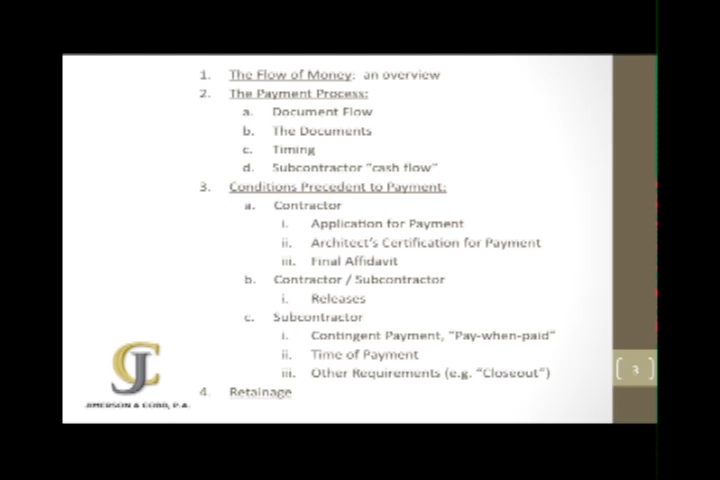 1. The Flow of Money: an overview
2. The Payment Process:
a. Document Flow
b. The Documents
c. Timing
d. Subcontractor "cash flow"
3. Conditions Precedent to Payment:
a. Contractor
i. Application for Payment
ii. Architect's Certification for Payment
iii. Final Affidavit
b. Contractor / Subcontractor
i. Releases
c. Subcontractor
i. Contingent Payment, "Pay-when-paid"
ii. Time of Payment
iii. Other Requirements (e.g. "Closeout")
4. Retainage
JIMERSON & COBB, P.A.
3